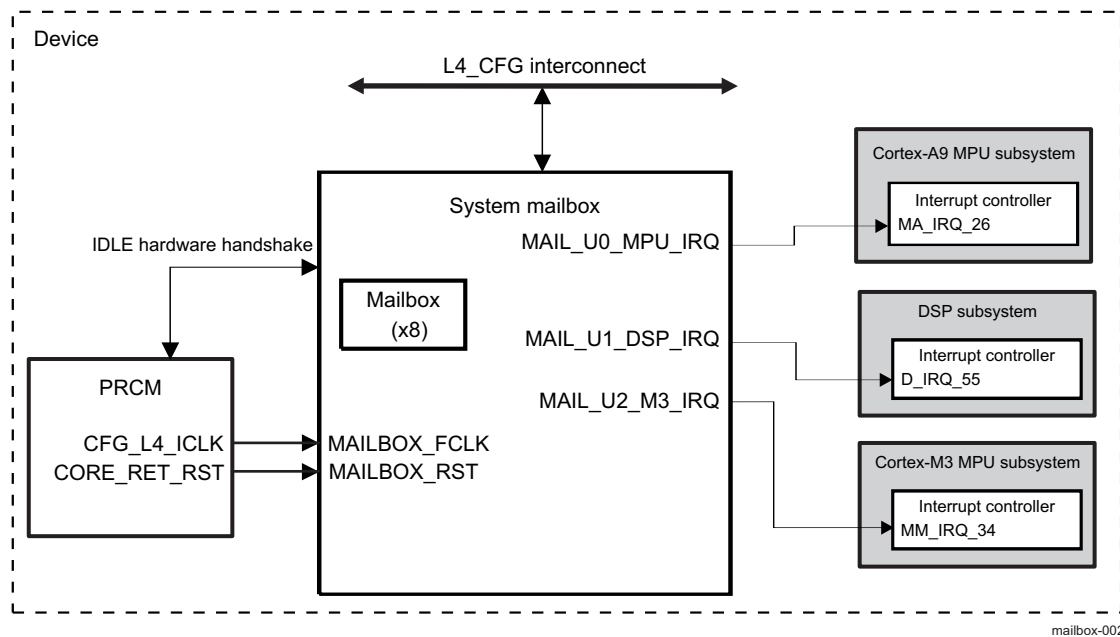 Device
L4_CFG interconnect
System mailbox
IDLE hardware handshake
Mailbox
(x8)
MAIL_U0_MPU_IRQ
MAIL_U1_DSP_IRQ
MAIL_U2_M3_IRQ
PRCM
CFG_L4_ICLK
CORE_RET_RST
MAILBOX_FCLK
MAILBOX_RST
Cortex-A9 MPU subsystem
Interrupt controller
MA_IRQ_26
DSP subsystem
Interrupt controller
D_IRQ_55
Cortex-M3 MPU subsystem
Interrupt controller
MM_IRQ_34
mailbox-002